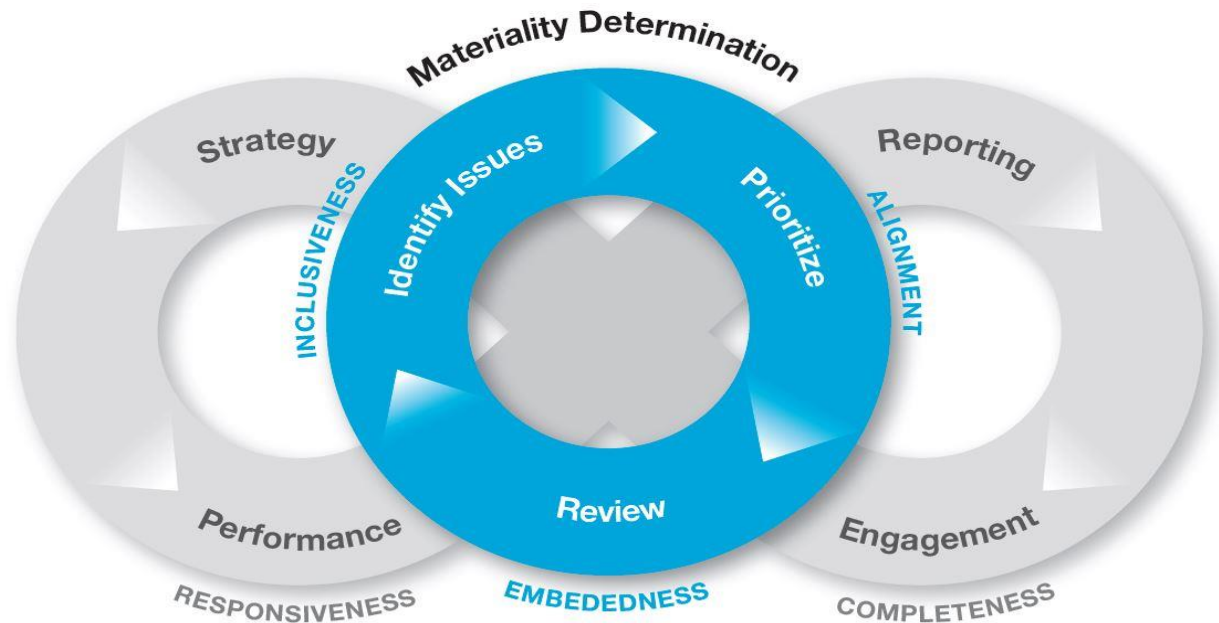 Materiality Determination
Strategy
Identify Issues
Prioritize
Reporting
INCLUSIVENESS
ALIGNMENT
Performance
Review
Engagement
RESPONSIVENESS
EMBEDEDNESS
COMPLETENESS